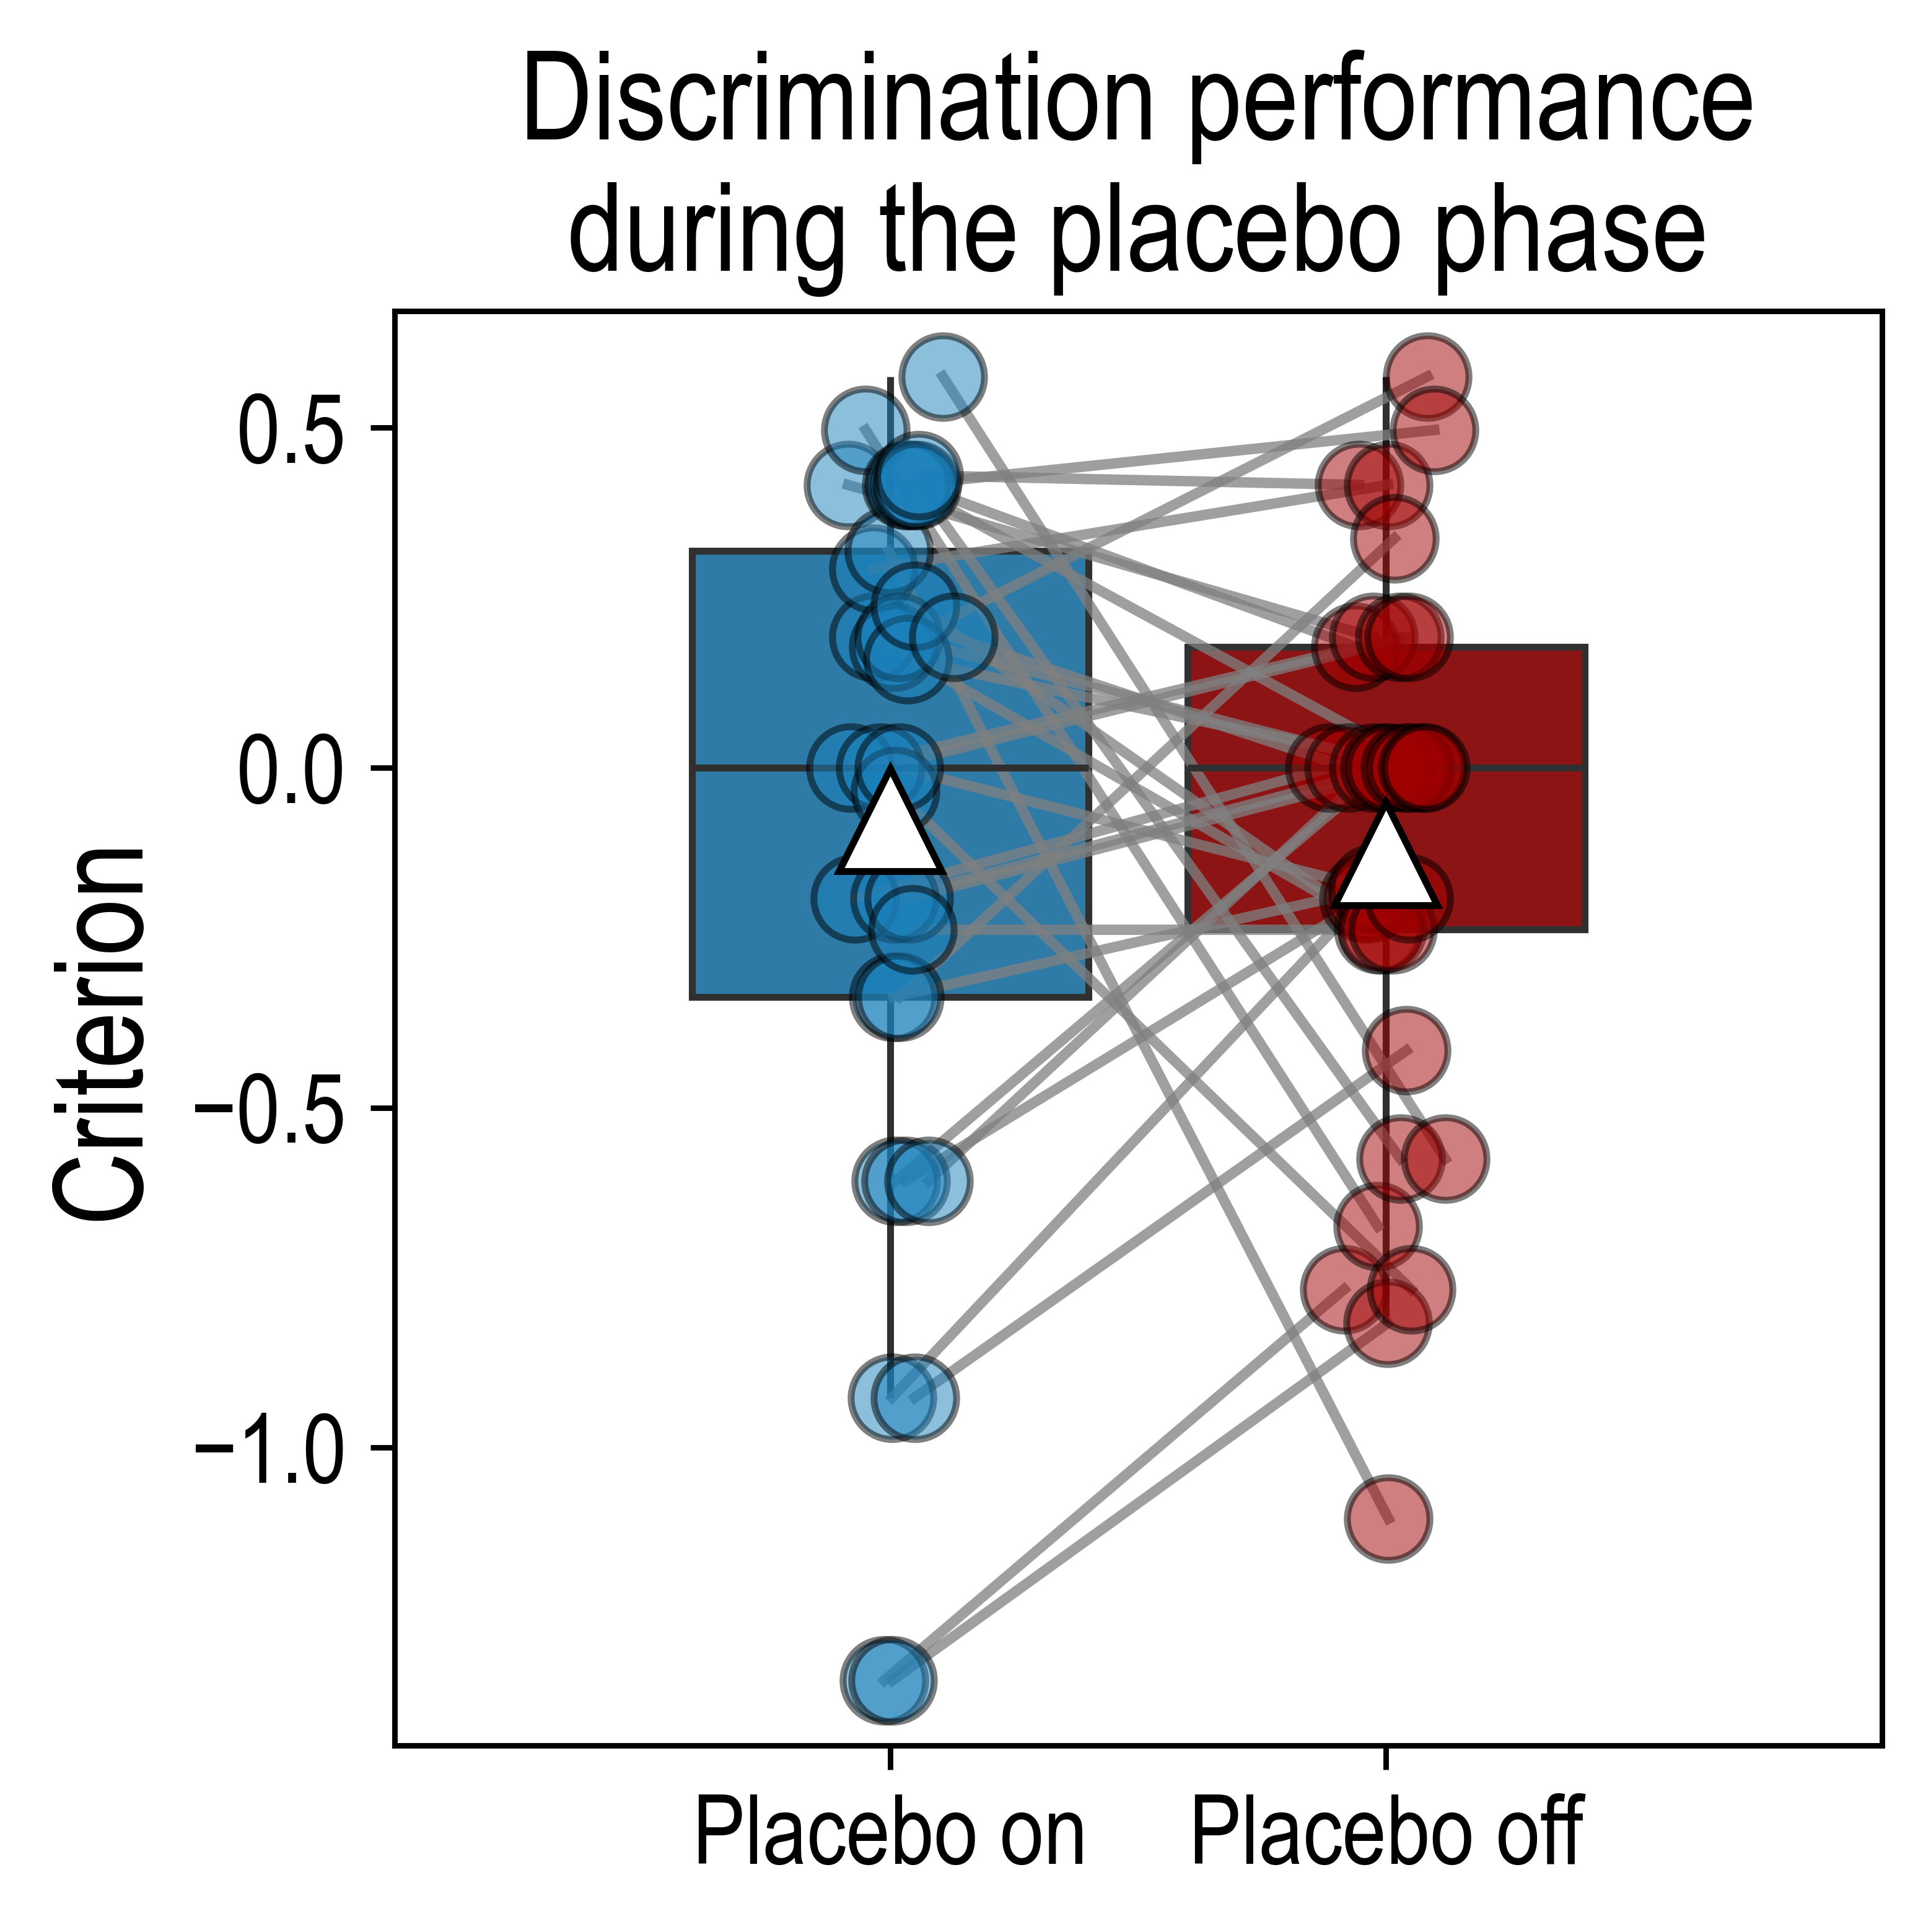 Discrimination performance
during the placebo phase
Criterion
0.5
0.0
−0.5
−1.0
Placebo on
Placebo off